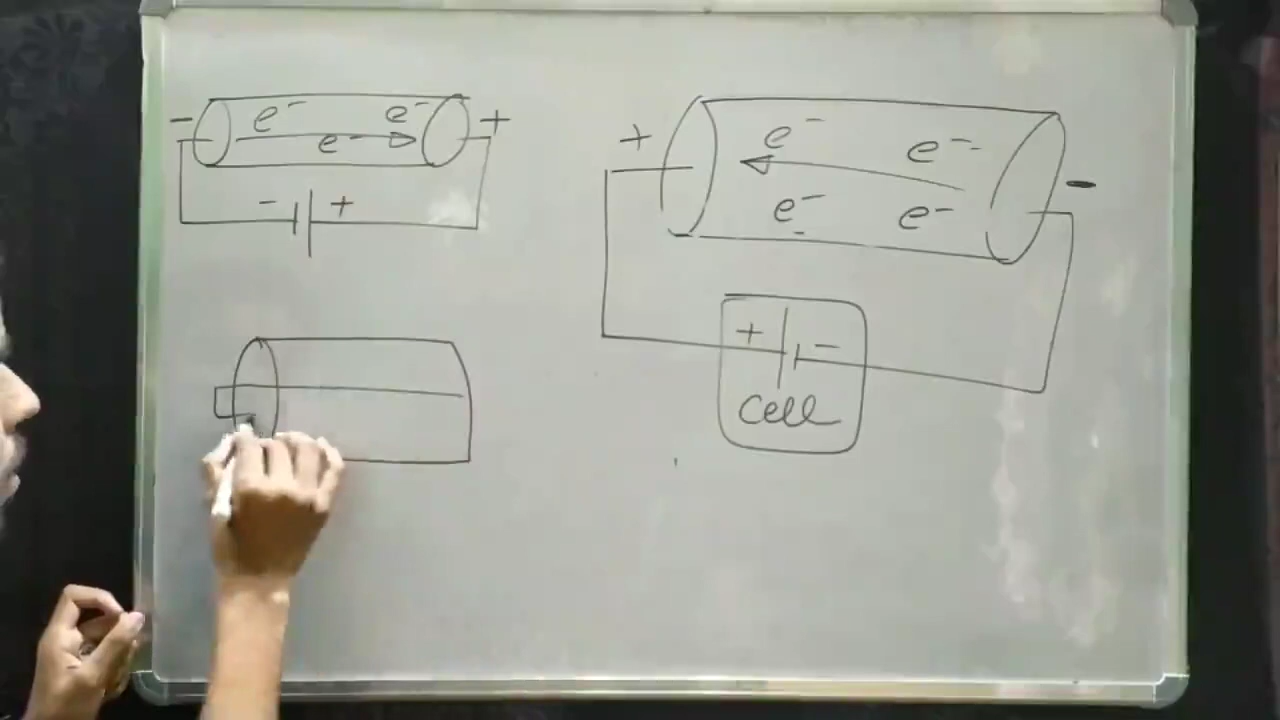 - e⁻ e⁻ +
e⁻
- +
+ e⁻ e⁻ -
e⁻ e⁻
+ -
Cell